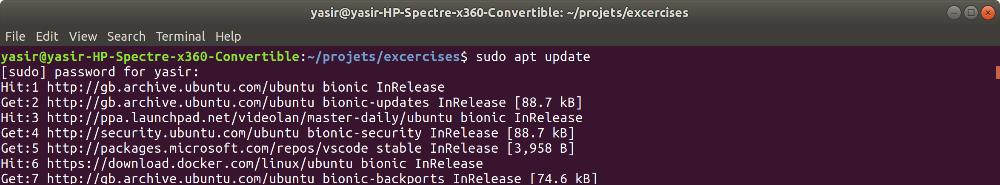 yasir@yasir-HP-Spectre-x360-Convertible: ~/projets/excercises
File Edit View Search Terminal Help
yasir@yasir-HP-Spectre-x360-Convertible:~/projets/excercises$ sudo apt update
[sudo] password for yasir:
Hit:1 http://gb.archive.ubuntu.com/ubuntu bionic InRelease
Get:2 http://gb.archive.ubuntu.com/ubuntu bionic-updates InRelease [88.7 kB]
Hit:3 http://ppa.launchpad.net/videolan/master-daily/ubuntu bionic InRelease
Get:4 http://security.ubuntu.com/ubuntu bionic-security InRelease [88.7 kB]
Get:5 http://packages.microsoft.com/repos/vscode stable InRelease [3,958 B]
Hit:6 https://download.docker.com/linux/ubuntu bionic InRelease
Get:7 http://gb.archive.ubuntu.com/ubuntu bionic-backports InRelease [74.6 kB]